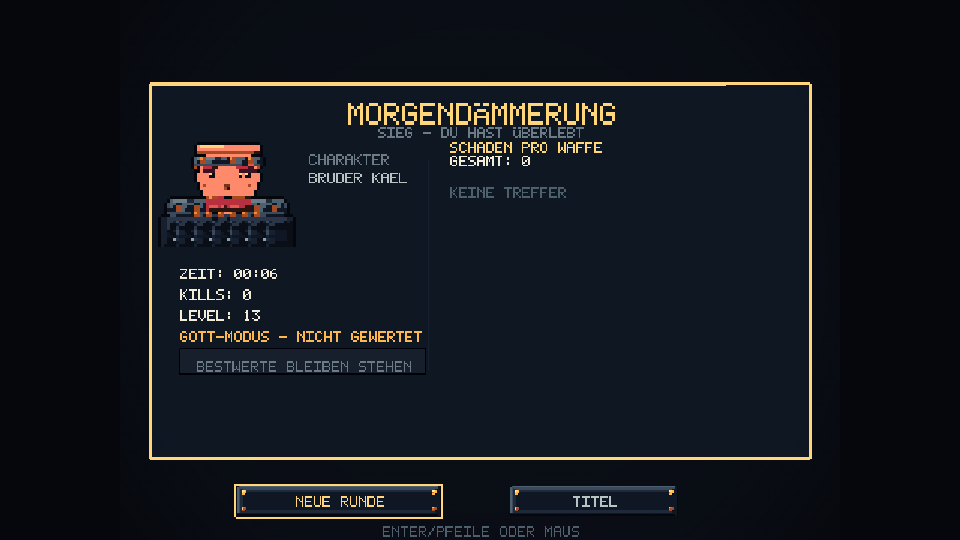 MORGENDÄMMERUNG
SIEG - DU HAST ÜBERLEBT
CHARAKTER
BRUDER KAEL
SCHADEN PRO WAFFE
GESAMT: 0
KEINE TREFFER
ZEIT: 00:06
KILLS: 0
LEVEL: 13
GOTT-MODUS - NICHT GEWERTET
BESTWERTE BLEIBEN STEHEN
NEUE RUNDE
TITEL
ENTER/PFEILE ODER MAUS